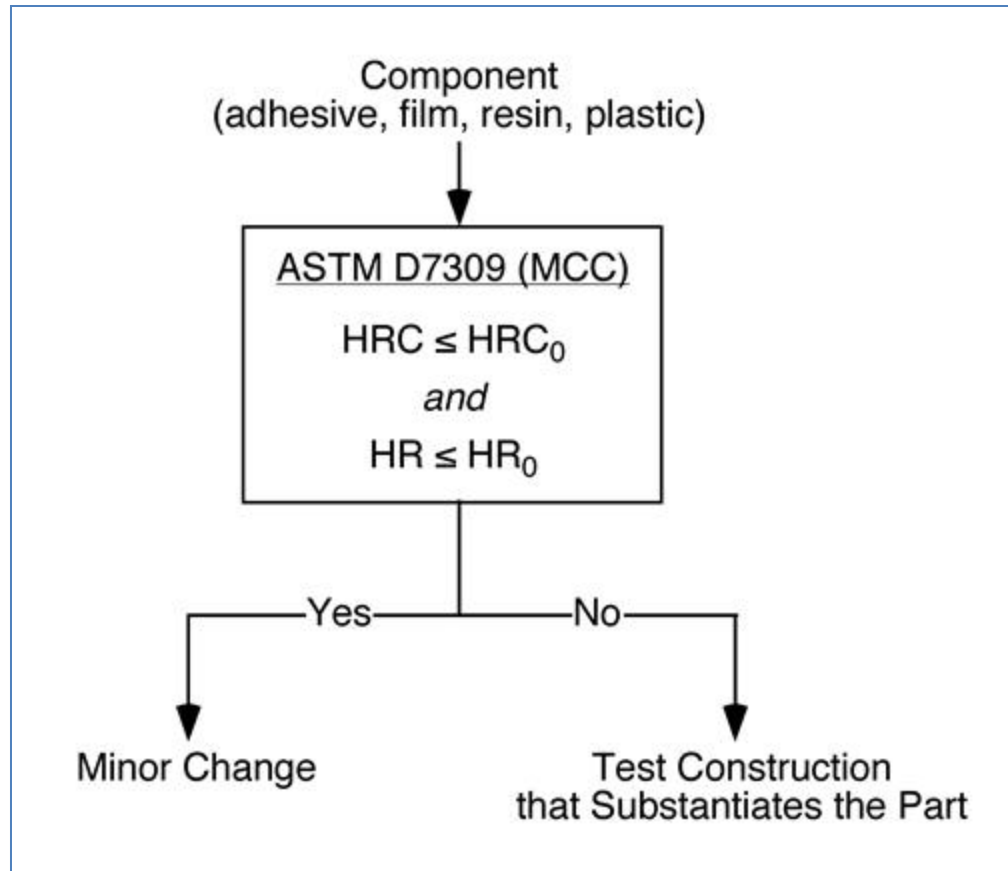 Component
(adhesive, film, resin, plastic)
ASTM D7309 (MCC)
HRC ≤ HRC₀
and
HR ≤ HR₀
Yes
No
Minor Change
Test Construction
that Substantiates the Part